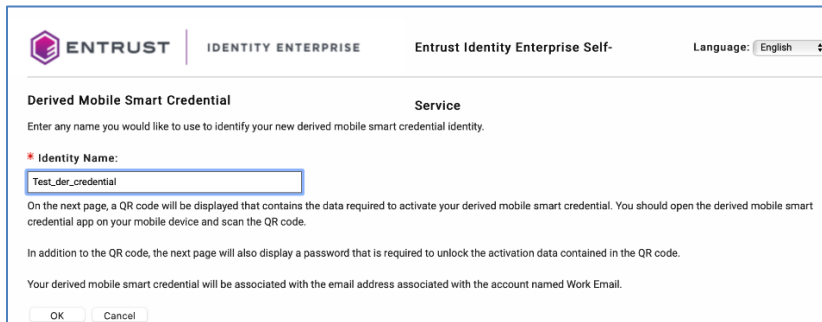 ENTRUST IDENTITY ENTERPRISE Entrust Identity Enterprise Self- Language: English
Derived Mobile Smart Credential Service
Enter any name you would like to use to identify your new derived mobile smart credential identity.
* Identity Name:
Test_der_credential
On the next page, a QR code will be displayed that contains the data required to activate your derived mobile smart credential. You should open the derived mobile smart
credential app on your mobile device and scan the QR code.
In addition to the QR code, the next page will also display a password that is required to unlock the activation data contained in the QR code.
Your derived mobile smart credential will be associated with the email address associated with the account named Work Email.
OK Cancel